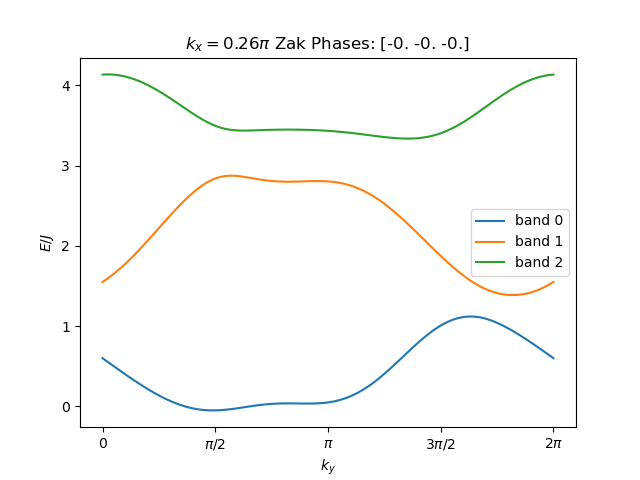 k_x = 0.26π Zak Phases: [-0. -0. -0.]
4
3
2
1
0
E/J
band 0
band 1
band 2
0
π/2
π
3π/2
2π
k_y